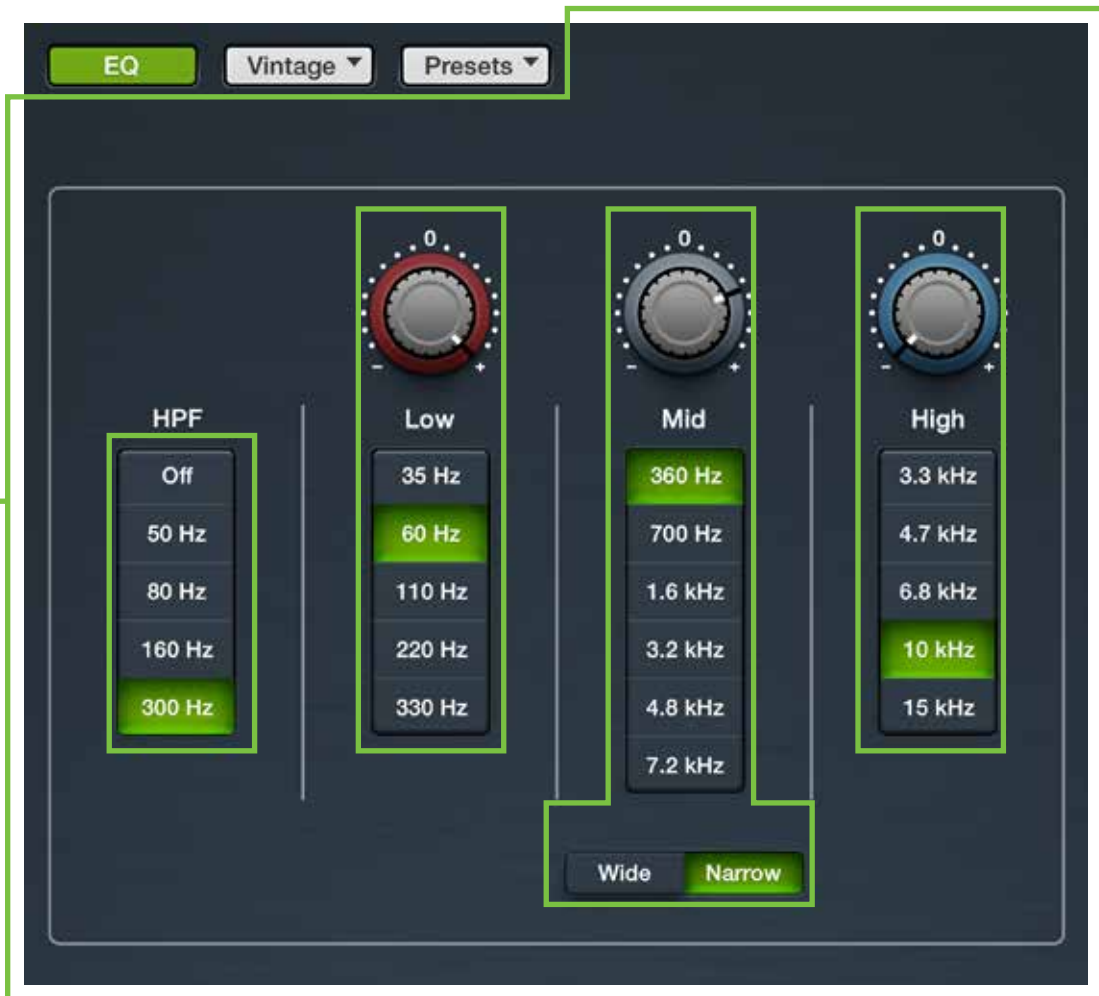 EQ Vintage Presets
0 0 0
- + - + - +
HPF Low Mid High
Off 35 Hz 360 Hz 3.3 kHz
50 Hz 60 Hz 700 Hz 4.7 kHz
80 Hz 110 Hz 1.6 kHz 6.8 kHz
160 Hz 220 Hz 3.2 kHz 10 kHz
300 Hz 330 Hz 4.8 kHz 15 kHz
7.2 kHz
Wide Narrow